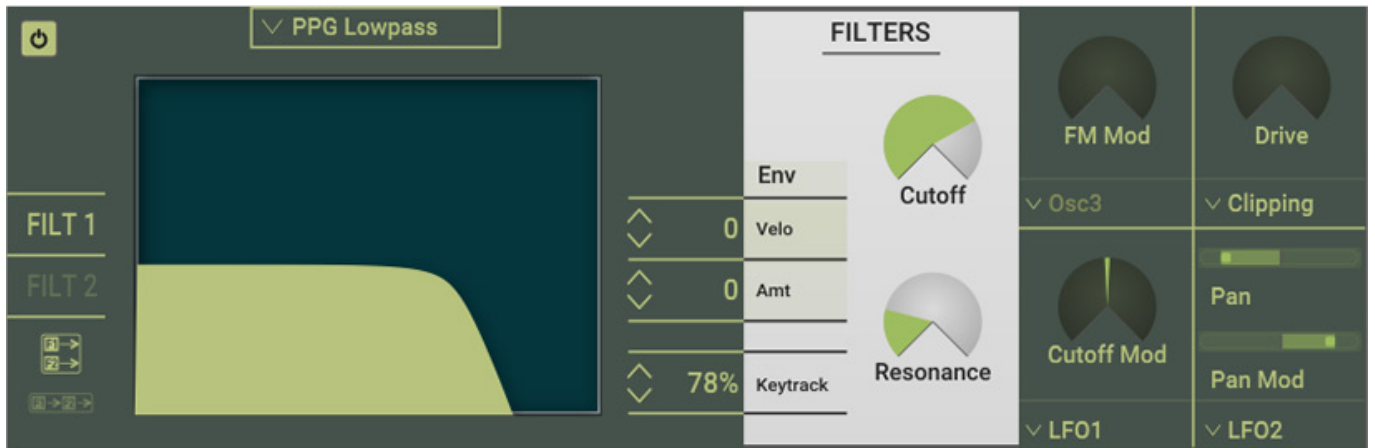 PPG Lowpass
FILTERS
FM Mod
Drive
Env
Cutoff
Osc3
Clipping
FILT 1
0 Velo
FILT 2
0 Amt
Pan
Cutoff Mod
Resonance
78% Keytrack
Pan Mod
LFO1
LFO2